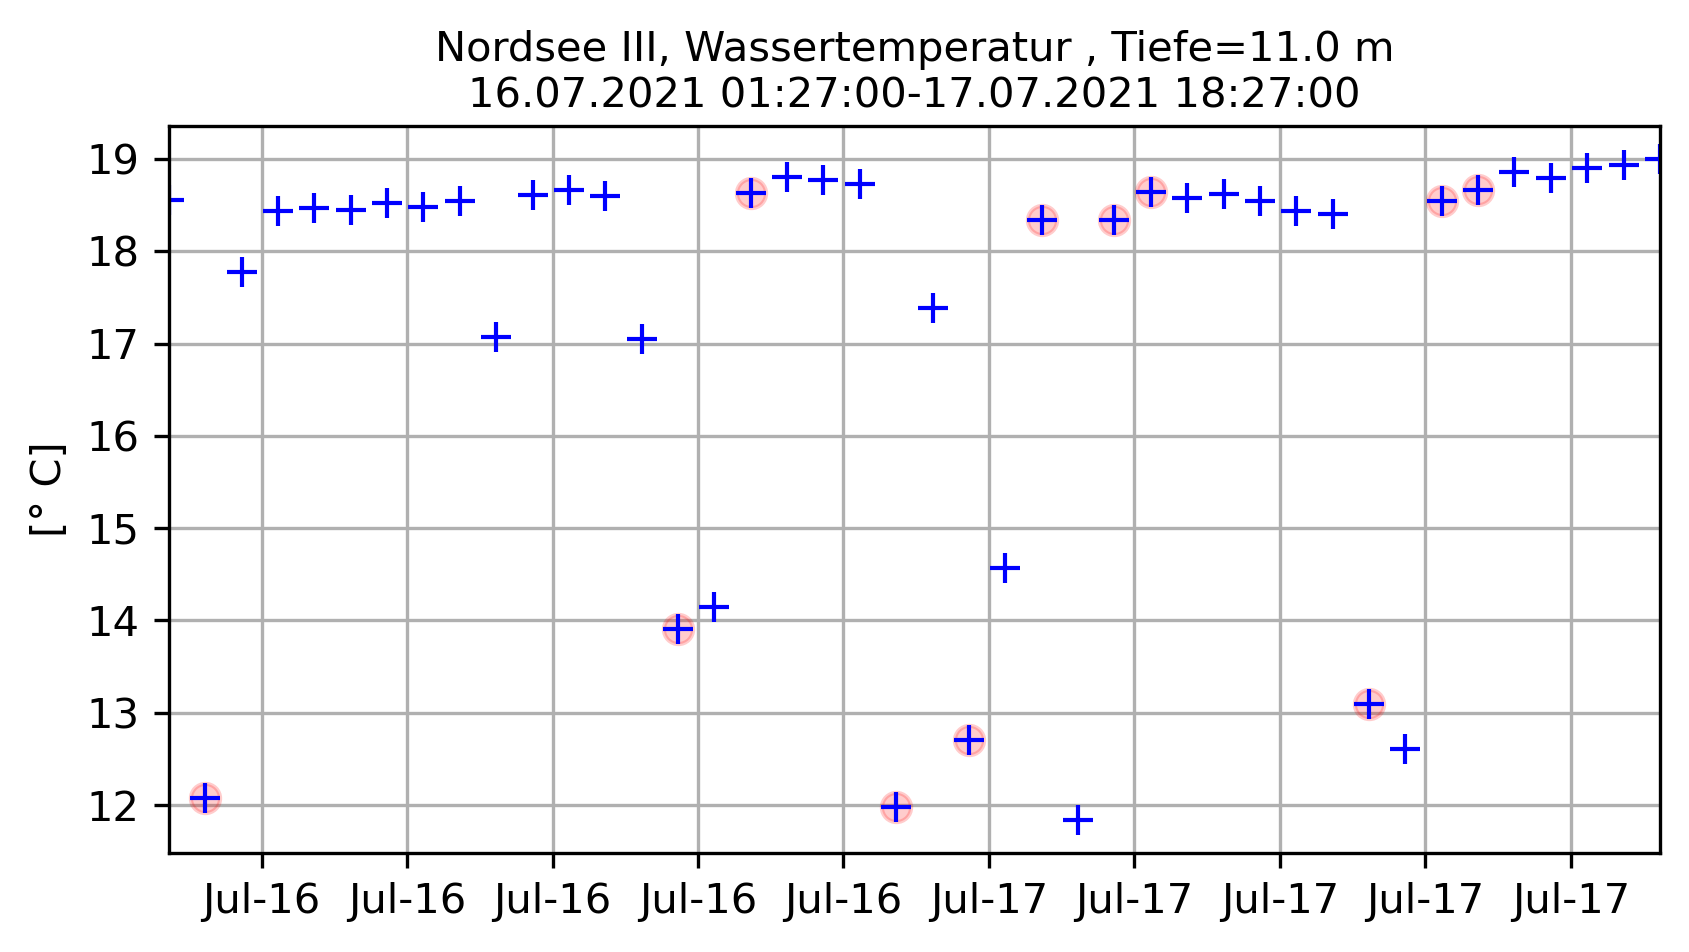 Nordsee III, Wassertemperatur , Tiefe=11.0 m
16.07.2021 01:27:00-17.07.2021 18:27:00
[° C]
19
18
17
16
15
14
13
12
Jul-16 Jul-16 Jul-16 Jul-16 Jul-16 Jul-17 Jul-17 Jul-17 Jul-17 Jul-17